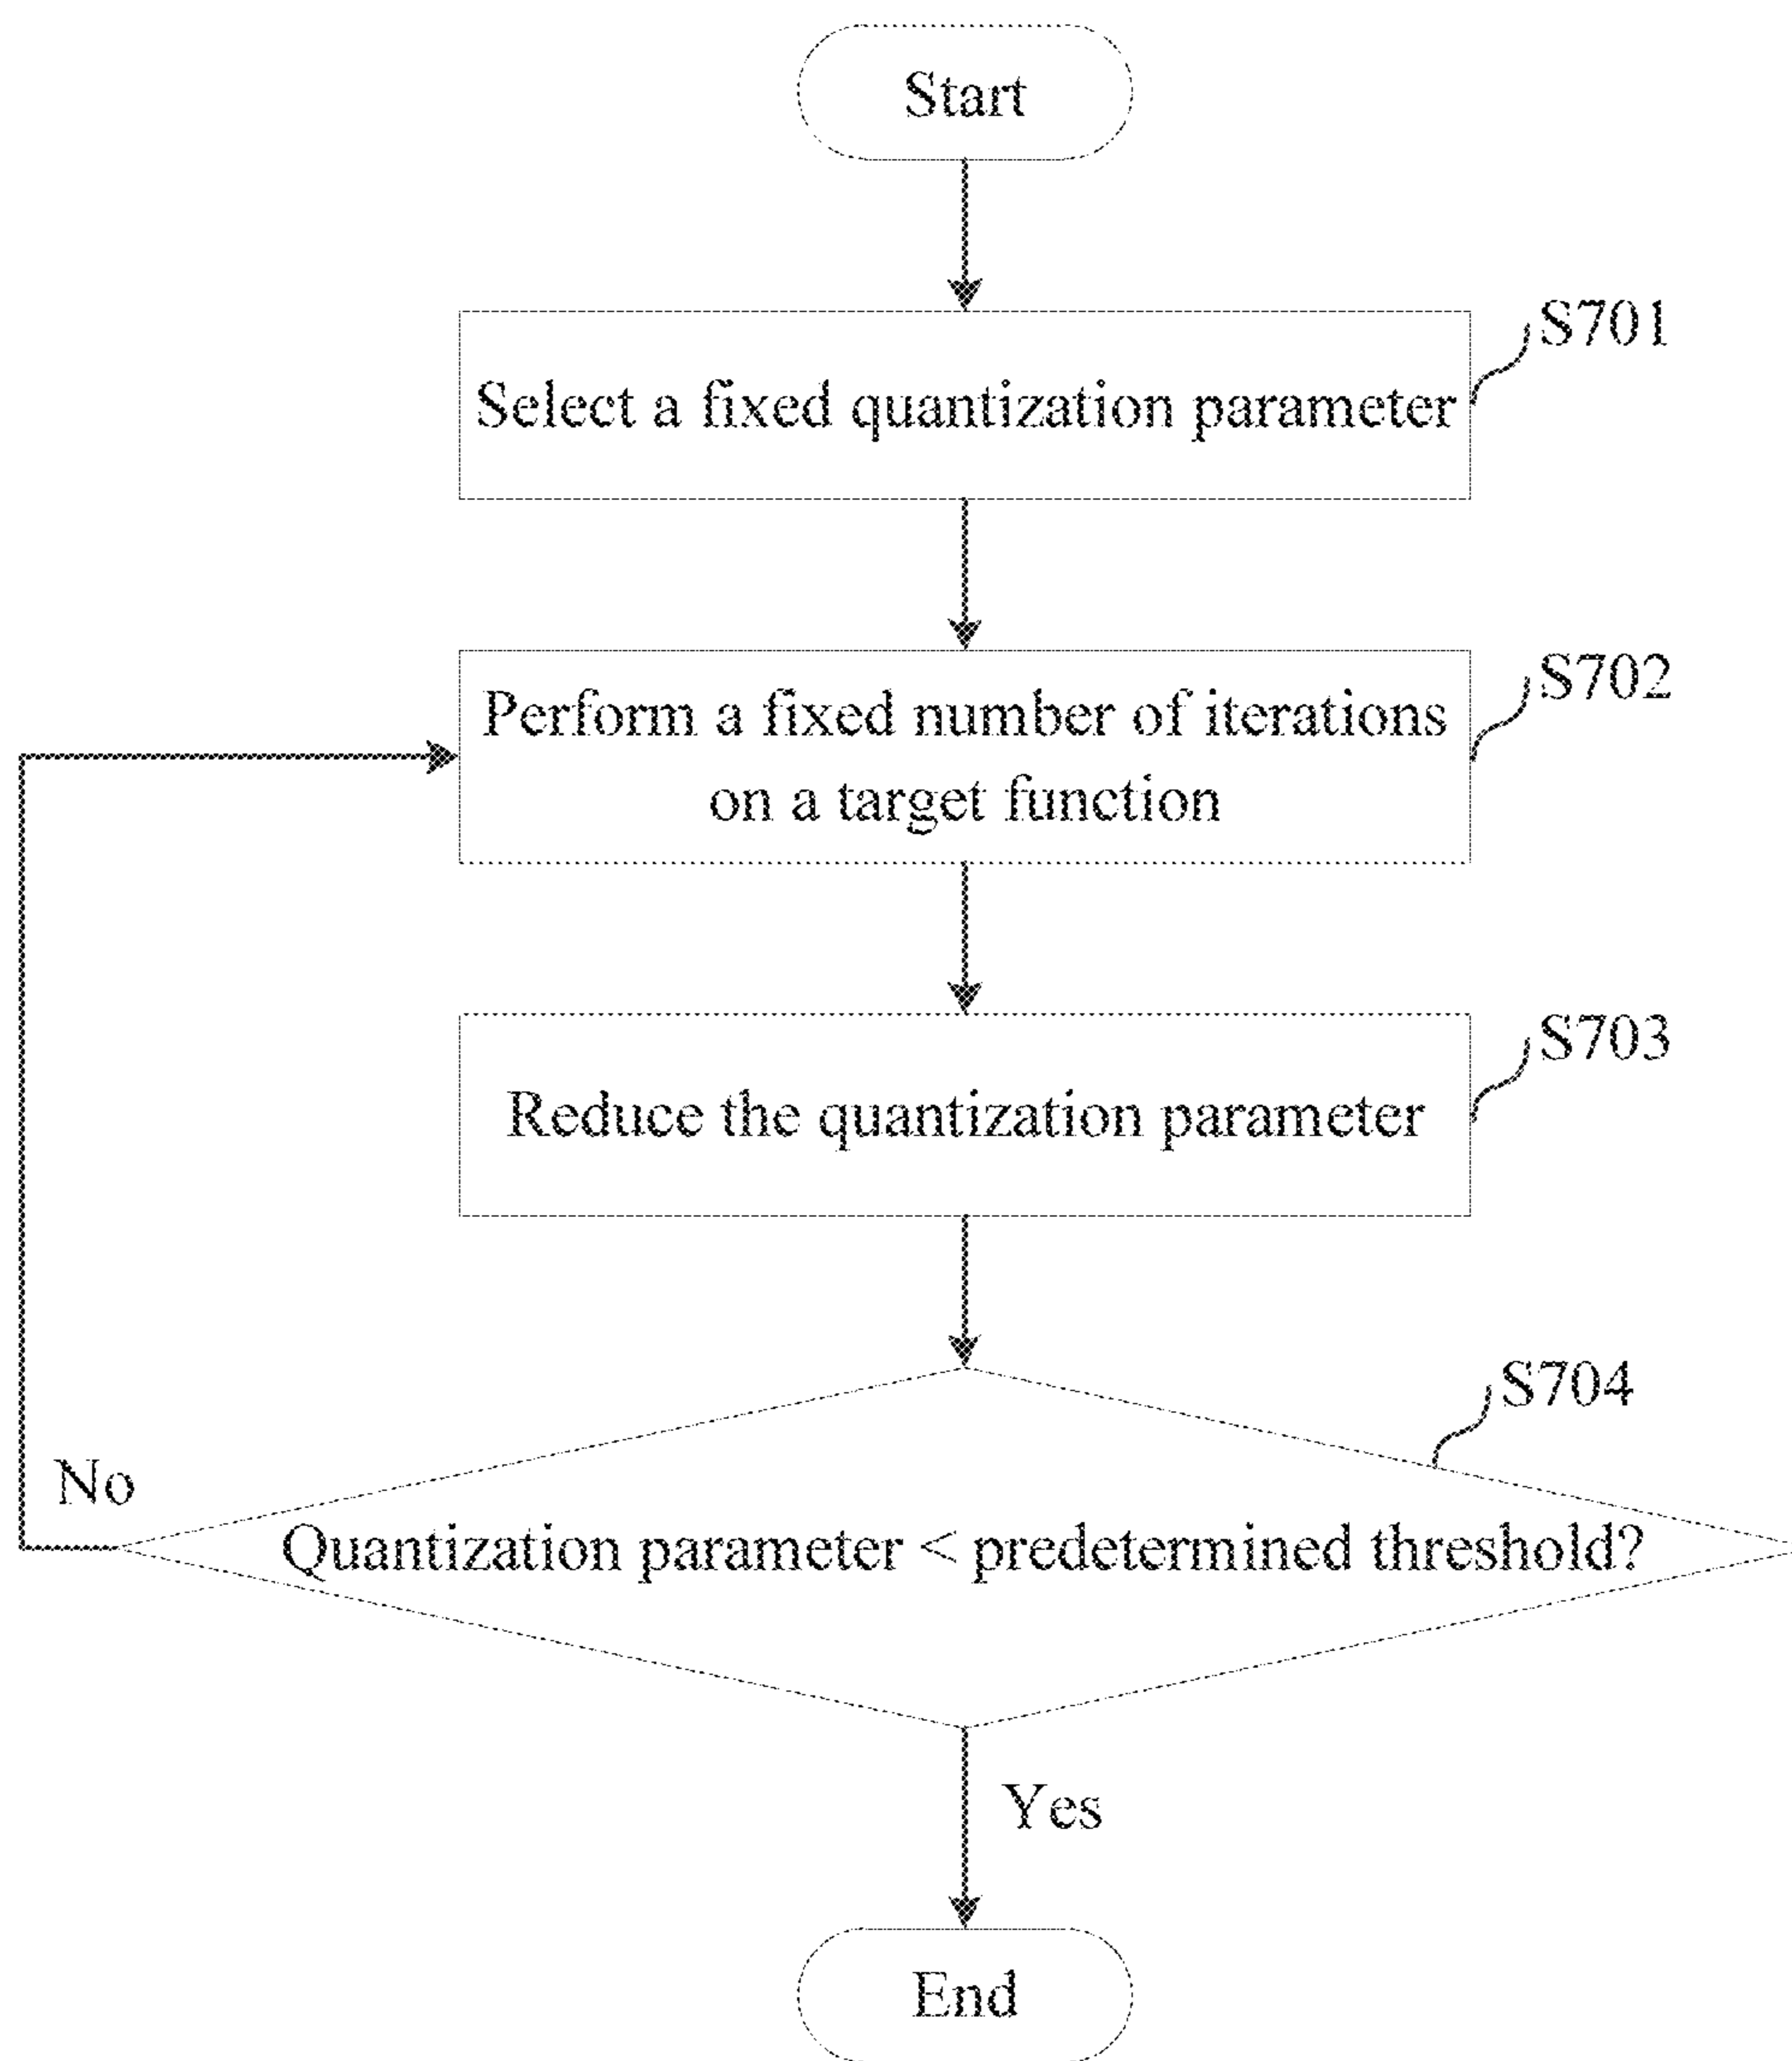 Start
S701
Select a fixed quantization parameter
S702
Perform a fixed number of iterations
on a target function
S703
Reduce the quantization parameter
S704
No
Quantization parameter < predetermined threshold?
Yes
End